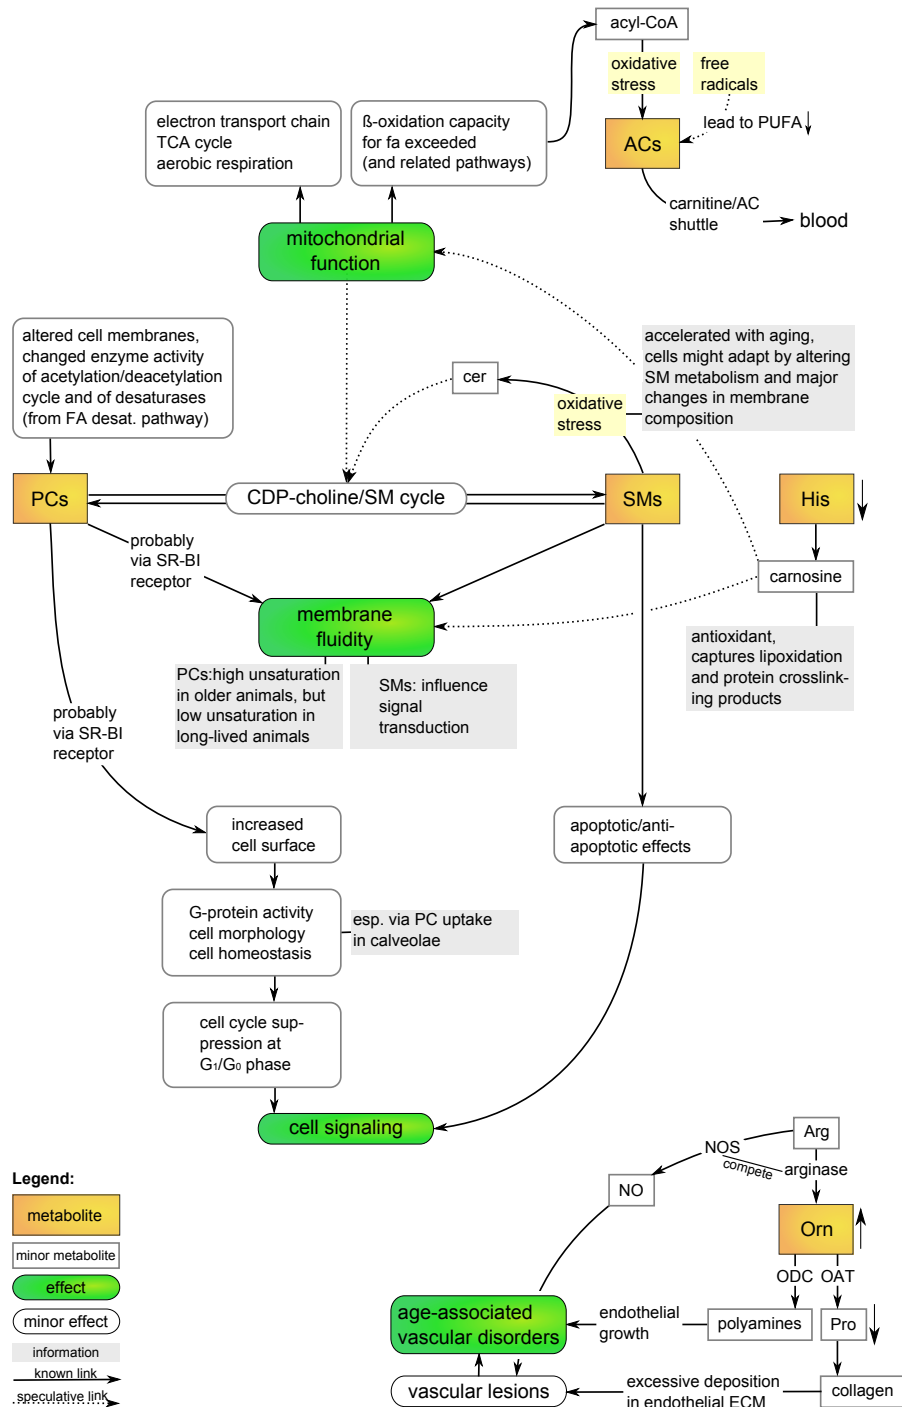 acyl-CoA
oxidative
stress
free
radicals
lead to PUFA
ACs
carnitine/AC
shuttle
blood
electron transport chain
TCA cycle
aerobic respiration
ß-oxidation capacity
for fa exceeded
(and related pathways)
mitochondrial
function
altered cell membranes,
changed enzyme activity
of acetylation/deacetylation
cycle and of desaturases
(from FA desat. pathway)
cer
oxidative
stress
accelerated with aging,
cells might adapt by altering
SM metabolism and major
changes in membrane
composition
PCs
CDP-choline/SM cycle
SMs
His
probably
via SR-BI
receptor
carnosine
membrane
fluidity
antioxidant,
captures lipoxidation
and protein crosslink-
ing products
PCs:high unsaturation
in older animals, but
low unsaturation in
long-lived animals
SMs: influence
signal
transduction
probably
via SR-BI
receptor
increased
cell surface
apoptotic/anti-
apoptotic effects
G-protein activity
cell morphology
cell homeostasis
esp. via PC uptake
in calveolae
cell cycle sup-
pression at
G1/G0 phase
cell signaling
Arg
NOS
compete
arginase
NO
Orn
ODC
OAT
age-associated
vascular disorders
endothelial
growth
polyamines
Pro
vascular lesions
excessive deposition
in endothelial ECM
collagen
Legend:
metabolite
minor metabolite
effect
minor effect
information
known link
speculative link